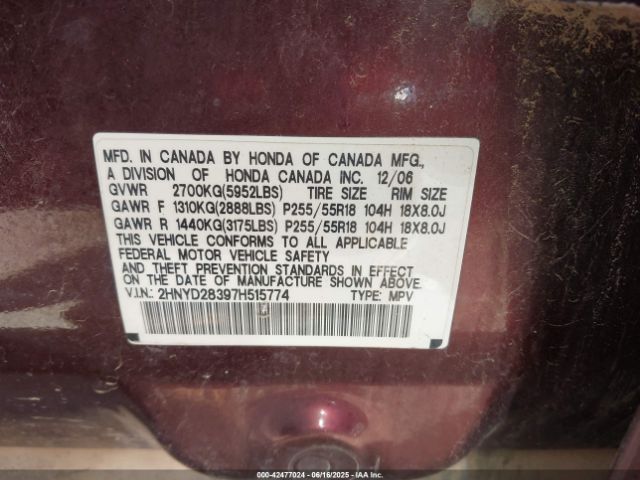 MFD. IN CANADA BY HONDA OF CANADA MFG.,
A DIVISION OF HONDA CANADA INC. 12/06
GVWR 2700KG(5952LBS) TIRE SIZE RIM SIZE
GAWR F 1310KG(2888LBS) P255/55R18 104H 18X8.0J
GAWR R 1440KG(3175LBS) P255/55R18 104H 18X8.0J
THIS VEHICLE CONFORMS TO ALL APPLICABLE
FEDERAL MOTOR VEHICLE SAFETY
AND THEFT PREVENTION STANDARDS IN EFFECT
ON THE DATE OF MANUFACTURE SHOWN ABOVE.
V.I.N.: 2HNYD28397H515774 TYPE: MPV
000-42477024 - 06/16/2025 - IAA Inc.